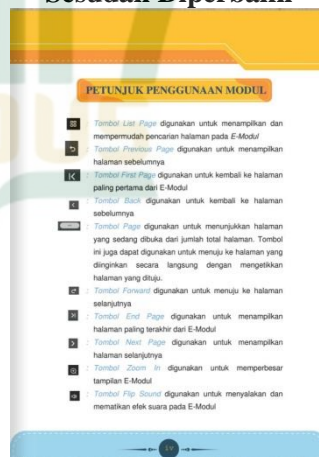 Sesudah Diperbaiki
PETUNJUK PENGGUNAAN MODUL
: Tombol List Page digunakan untuk menampilkan dan
mempermudah pencarian halaman pada E-Modul
: Tombol Previous Page digunakan untuk menampilkan
halaman sebelumnya
: Tombol First Page digunakan untuk kembali ke halaman
paling pertama dari E-Modul
: Tombol Back digunakan untuk kembali ke halaman
sebelumnya
: Tombol Page digunakan untuk menunjukkan halaman
yang sedang dibuka dari jumlah total halaman. Tombol
ini juga dapat digunakan untuk menuju ke halaman yang
diinginkan secara langsung dengan mengetikkan
halaman yang dituju.
: Tombol Forward digunakan untuk menuju ke halaman
selanjutnya
: Tombol End Page digunakan untuk menampilkan
halaman paling terakhir dari E-Modul
: Tombol Next Page digunakan untuk menampilkan
halaman selanjutnya
: Tombol Zoom In digunakan untuk memperbesar
tampilan E-Modul
: Tombol Flip Sound digunakan untuk menyalakan dan
mematikan efek suara pada E-Modul